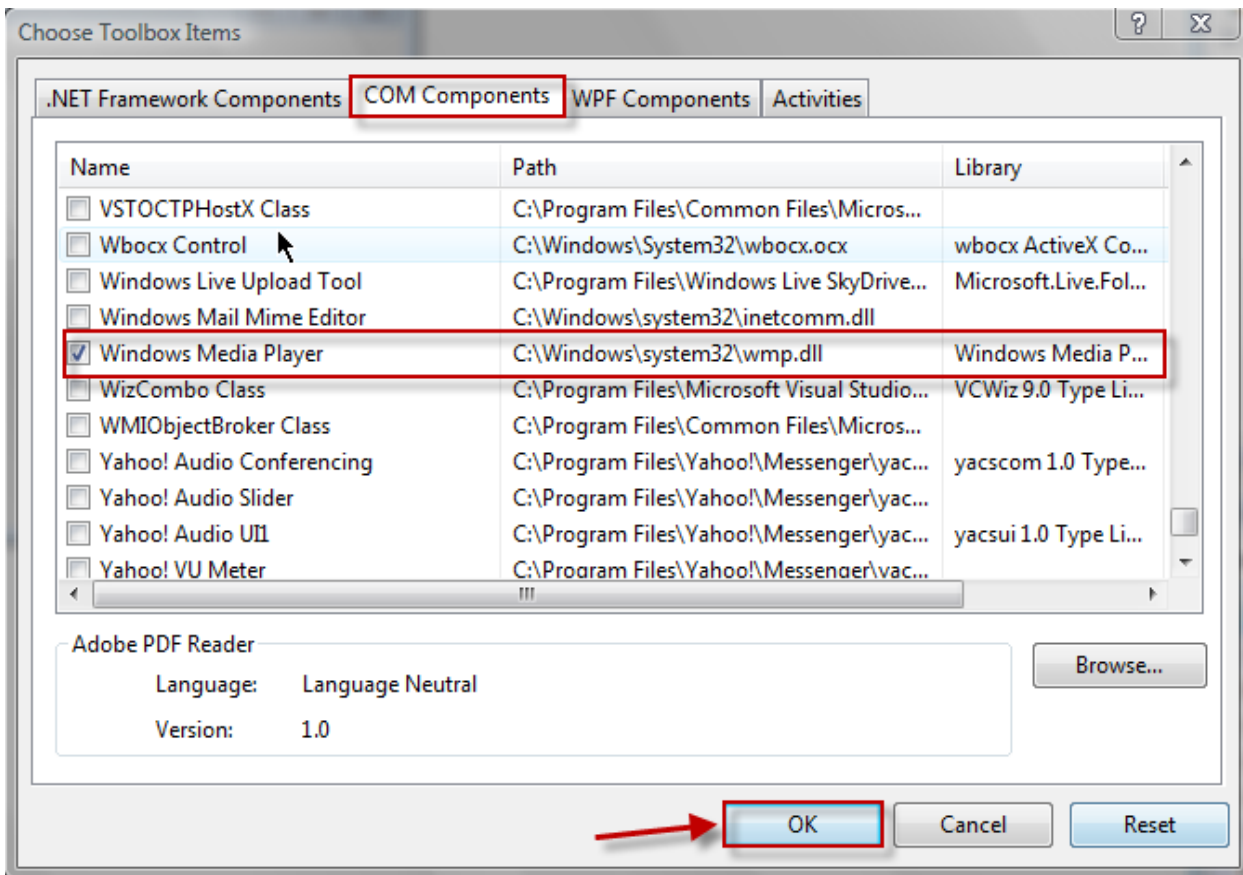 Choose Toolbox Items
.NET Framework Components COM Components WPF Components Activities
Name Path Library
VSTOCTPHostX Class C:\Program Files\Common Files\Micros...
Wbocx Control C:\Windows\System32\wbocx.ocx wbocx ActiveX Co...
Windows Live Upload Tool C:\Program Files\Windows Live SkyDrive... Microsoft.Live.Fol...
Windows Mail Mime Editor C:\Windows\system32\inetcomm.dll
Windows Media Player C:\Windows\system32\wmp.dll Windows Media P...
WizCombo Class C:\Program Files\Microsoft Visual Studio... VCWiz 9.0 Type Li...
WMIObjectBroker Class C:\Program Files\Common Files\Micros...
Yahoo! Audio Conferencing C:\Program Files\Yahoo!\Messenger\yac... yacscom 1.0 Type...
Yahoo! Audio Slider C:\Program Files\Yahoo!\Messenger\yac...
Yahoo! Audio UI1 C:\Program Files\Yahoo!\Messenger\yac... yacsui 1.0 Type Li...
Yahoo! VU Meter C:\Program Files\Yahoo!\Messenger\yac...
Adobe PDF Reader
Browse...
Language: Language Neutral
Version: 1.0
OK Cancel Reset